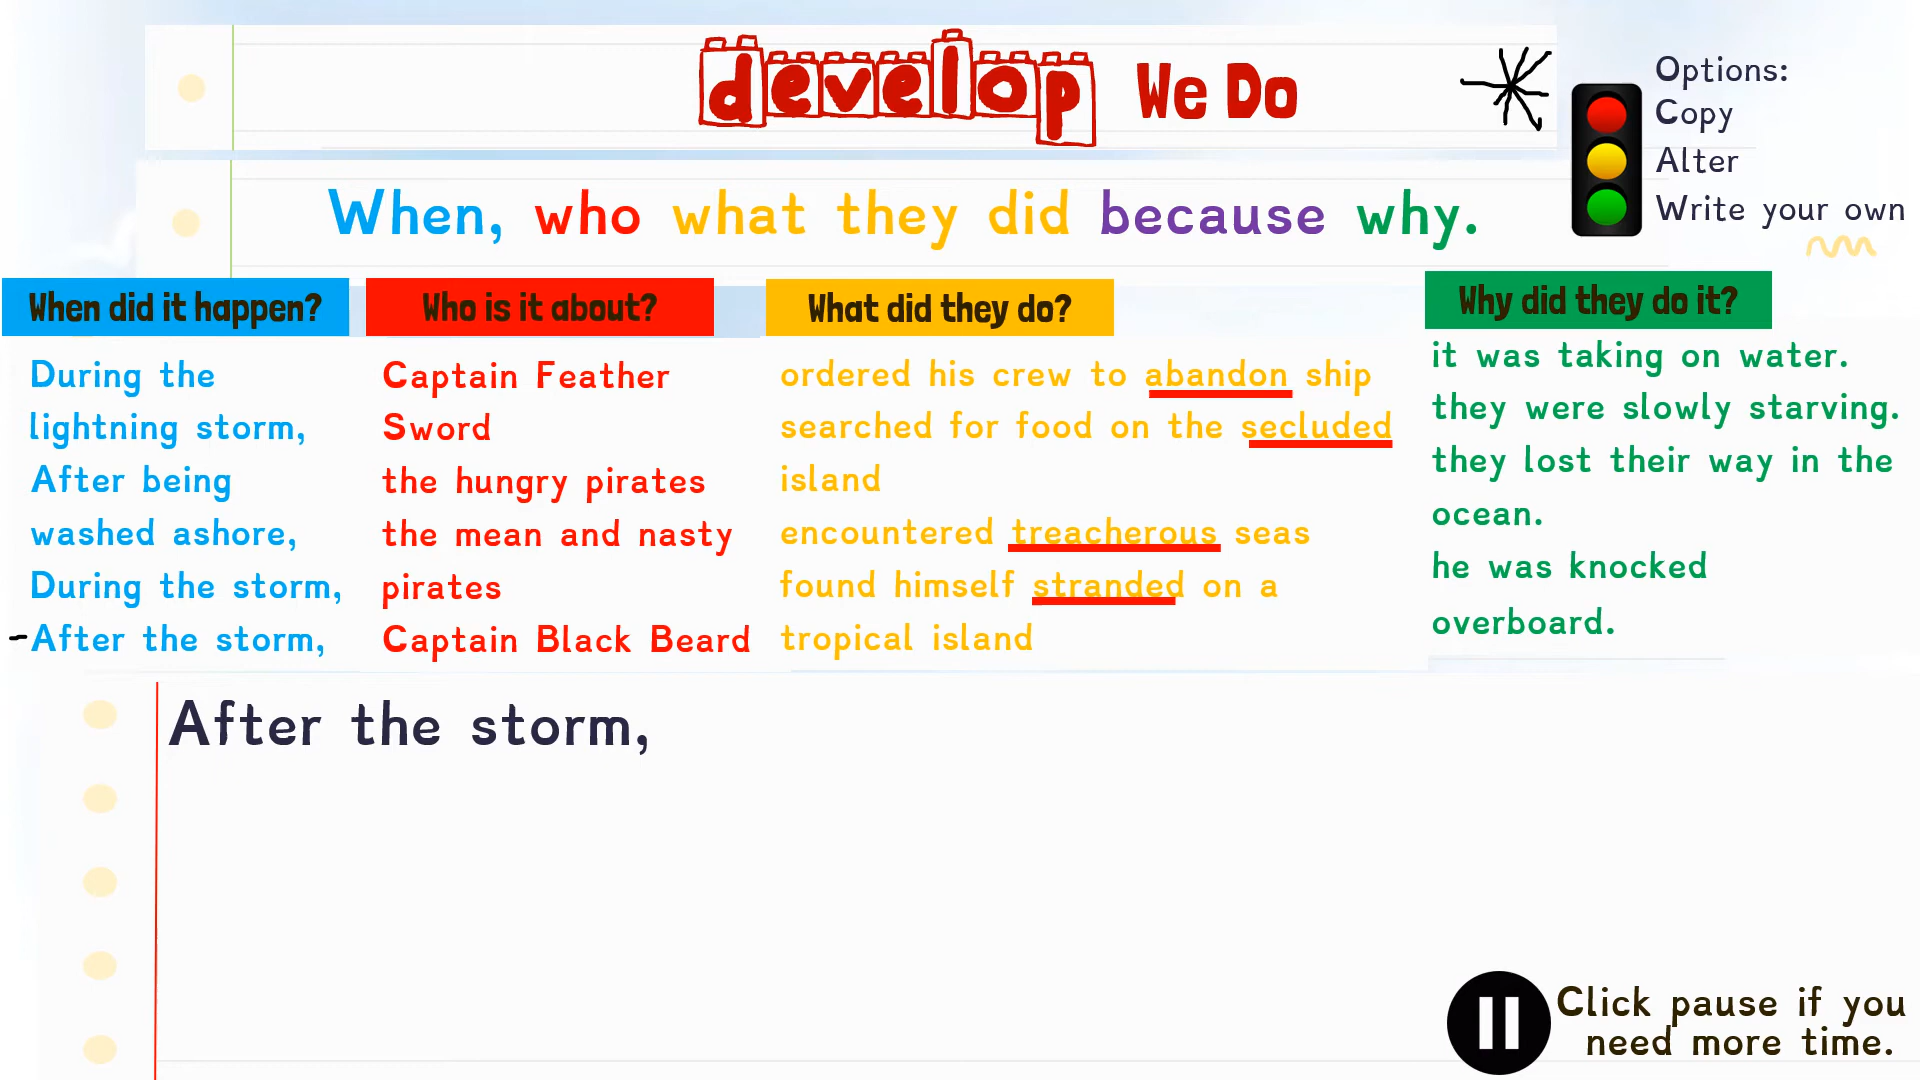 develop We Do
Options:
Copy
Alter
Write your own
When, who what they did because why.
When did it happen?
During the
lightning storm,
After being
washed ashore,
During the storm,
-After the storm,
Who is it about?
Captain Feather
Sword
the hungry pirates
the mean and nasty
pirates
Captain Black Beard
What did they do?
ordered his crew to abandon ship
searched for food on the secluded
island
encountered treacherous seas
found himself stranded on a
tropical island
Why did they do it?
it was taking on water.
they were slowly starving.
they lost their way in the
ocean.
he was knocked
overboard.
After the storm,
Click pause if you
need more time.